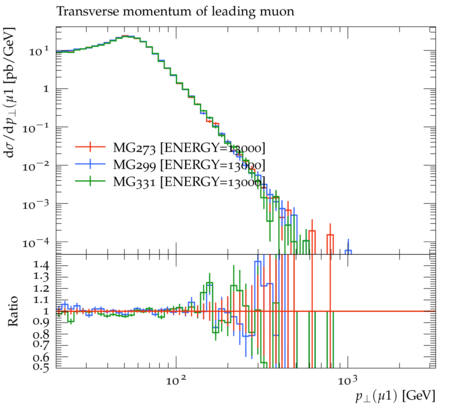 Transverse momentum of leading muon
dσ/dp⊥(μ1) [pb/GeV]
10¹
1
10⁻¹
10⁻²
10⁻³
10⁻⁴
MG273 [ENERGY=13000]
MG299 [ENERGY=13000]
MG331 [ENERGY=13000]
Ratio
1.4
1.3
1.2
1.1
1
0.9
0.8
0.7
0.6
0.5
10² 10³
p⊥(μ1) [GeV]